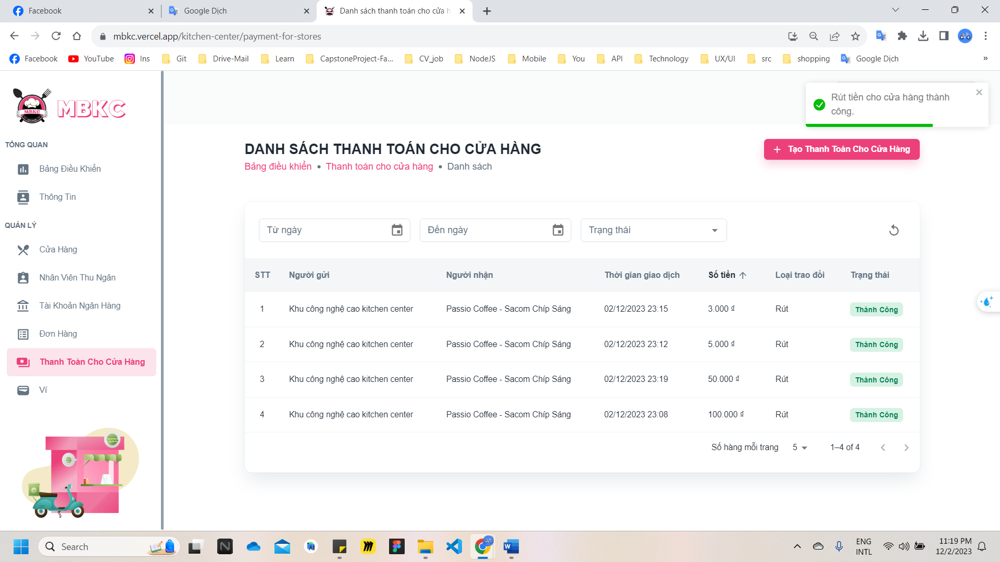 Facebook
Google Dịch
Danh sách thanh toán cho cửa h
mbkc.vercel.app/kitchen-center/payment-for-stores
Facebook YouTube Ins Git Drive-Mail Learn CapstoneProject-Fa... CV_job NodeJS Mobile You API Technology UX/UI src shopping Google Dịch »
MBKC
MBKC
Rút tiền cho cửa hàng thành
công.
TỔNG QUAN
Bảng Điều Khiển
Thông Tin
QUẢN LÝ
Cửa Hàng
Nhân Viên Thu Ngân
Tài Khoản Ngân Hàng
Đơn Hàng
Thanh Toán Cho Cửa Hàng
Ví
DANH SÁCH THANH TOÁN CHO CỬA HÀNG
Tạo Thanh Toán Cho Cửa Hàng
Bảng điều khiển • Thanh toán cho cửa hàng • Danh sách
Từ ngày Đến ngày Trạng thái
STT Người gửi Người nhận Thời gian giao dịch Số tiền Loại trao đổi Trạng thái
1 Khu công nghệ cao kitchen center Passio Coffee - Sacom Chíp Sáng 02/12/2023 23:15 3.000 ₫ Rút Thành Công
2 Khu công nghệ cao kitchen center Passio Coffee - Sacom Chíp Sáng 02/12/2023 23:12 5.000 ₫ Rút Thành Công
3 Khu công nghệ cao kitchen center Passio Coffee - Sacom Chíp Sáng 02/12/2023 23:19 50.000 ₫ Rút Thành Công
4 Khu công nghệ cao kitchen center Passio Coffee - Sacom Chíp Sáng 02/12/2023 23:08 100.000 ₫ Rút Thành Công
Số hàng mỗi trang 5 1–4 of 4
Search
ENG
INTL
11:19 PM
12/2/2023